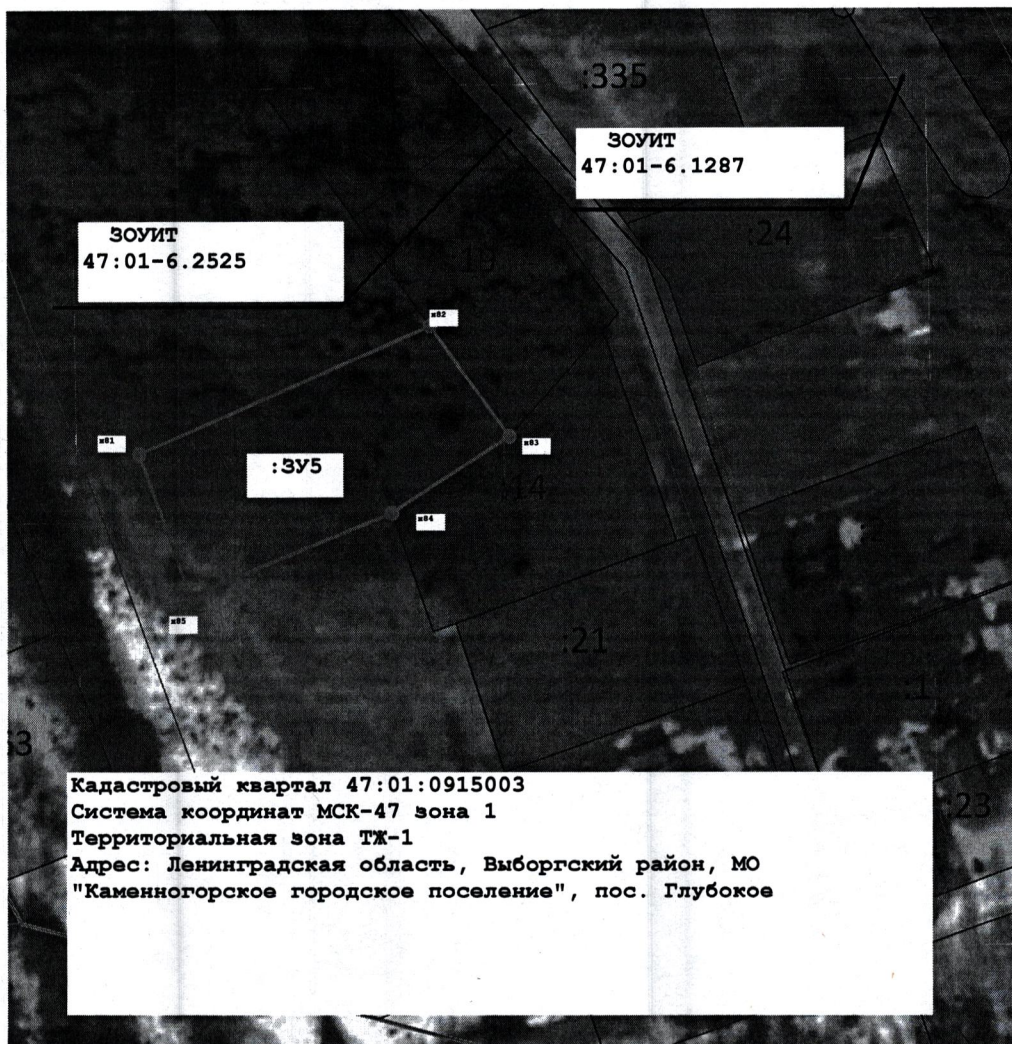 :335
ЗОУИТ
47:01-6.1287
ЗОУИТ
47:01-6.2525
:24
19
н82
н81
н83
:ЗУ5
:14
н84
н85
:21
:1
53
Кадастровый квартал 47:01:0915003
Система координат МСК-47 зона 1
Территориальная зона ТЖ-1
:23
Адрес: Ленинградская область, Выборгский район, МО
"Каменногорское городское поселение", пос. Глубокое